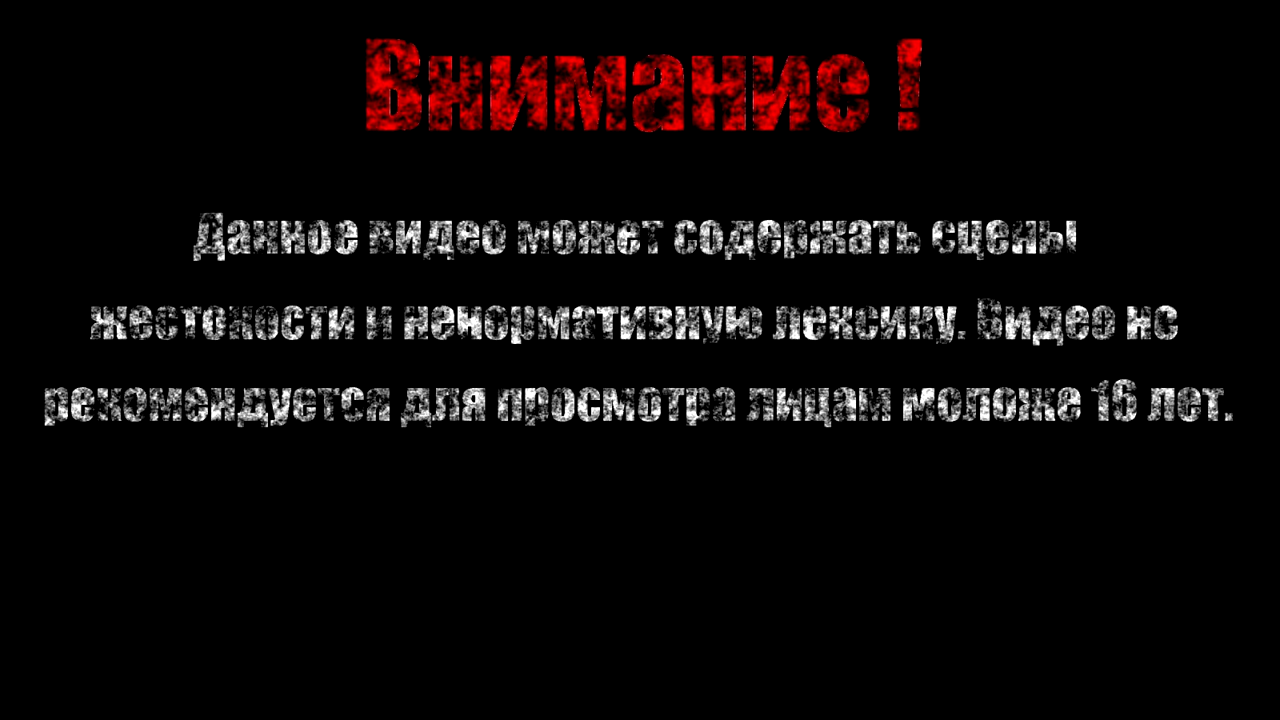 Внимание !
Данное видео может содержать сцены
жестокости и ненормативную лексику. Видео не
рекомендуется для просмотра лицам моложе 16 лет.